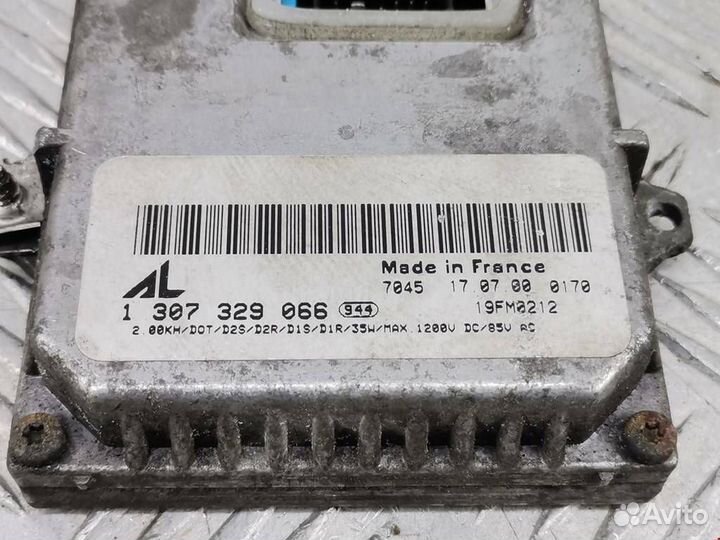 AL
Made in France
7045 17.07.00 0170
1 307 329 066 944
19FM0212
2.00KH/DOT/D2S/D2R/D1S/D1R/35W/MAX.1200V DC/85V AC
Avito